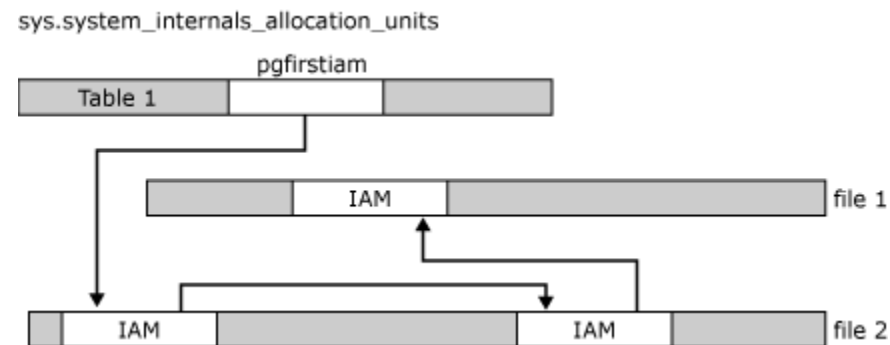 sys.system_internals_allocation_units
pgfirstiam
Table 1
IAM
file 1
IAM
IAM
file 2